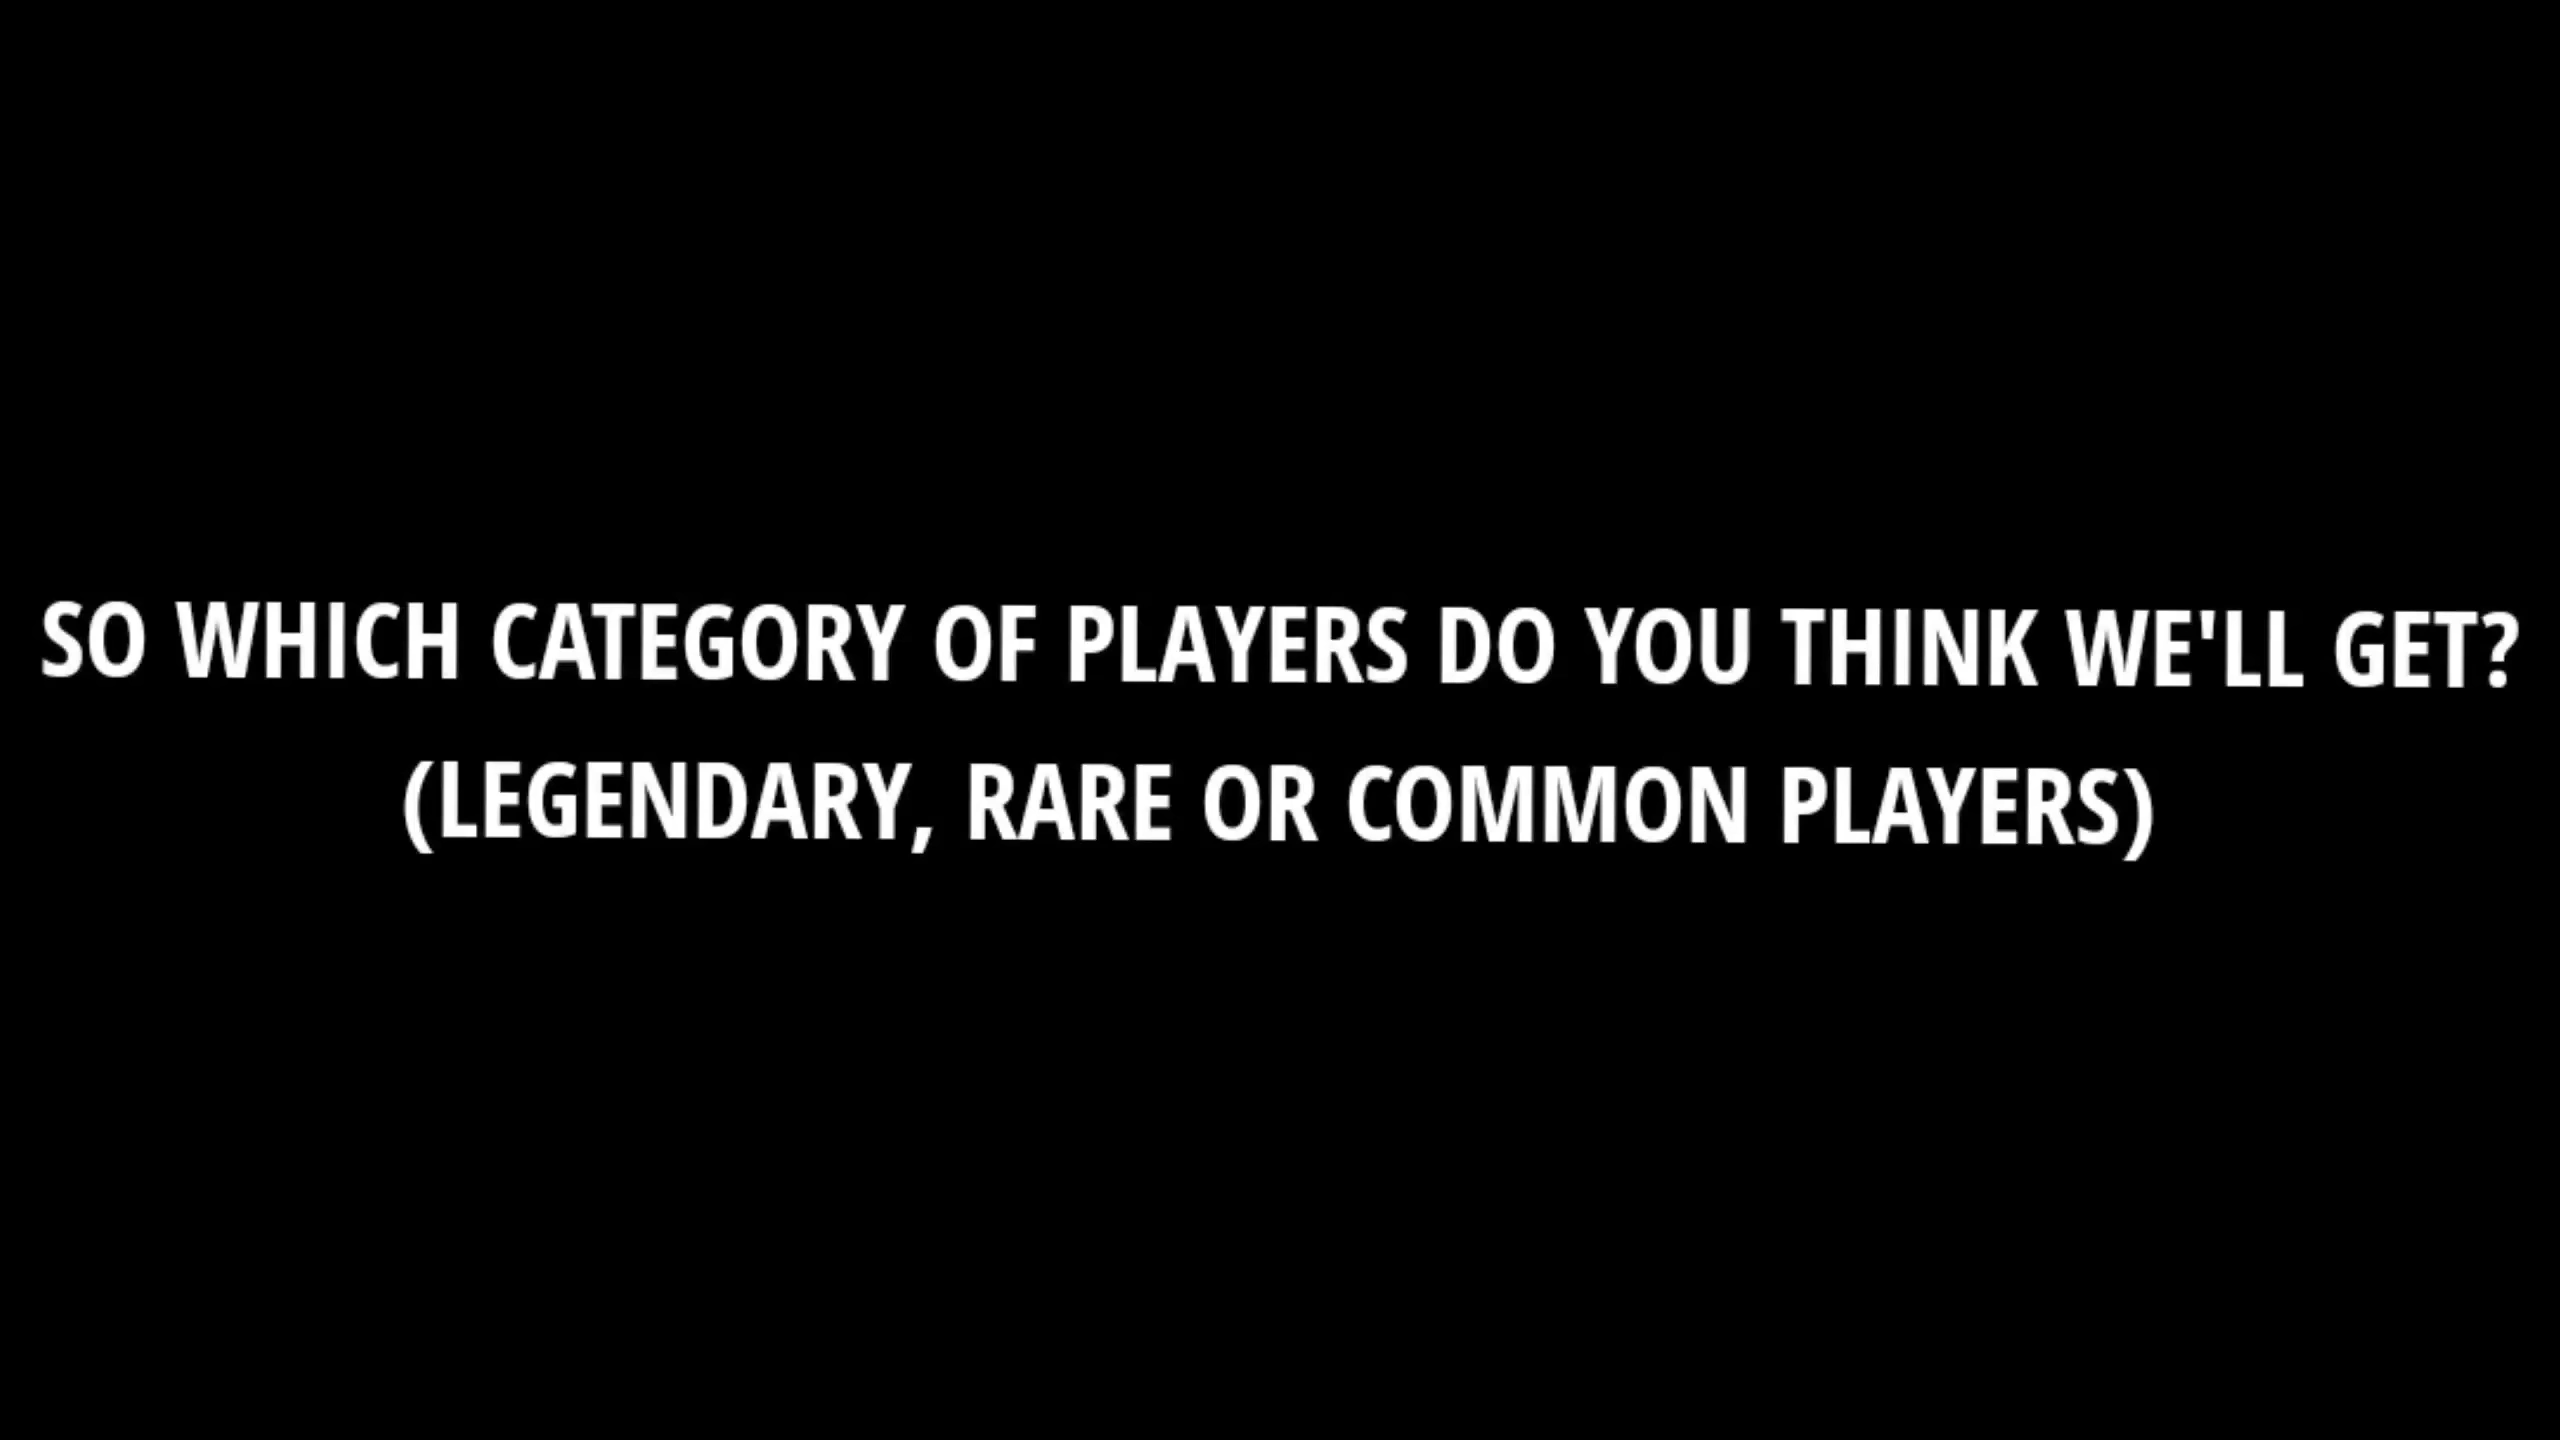 SO WHICH CATEGORY OF PLAYERS DO YOU THINK WE'LL GET?
(LEGENDARY, RARE OR COMMON PLAYERS)